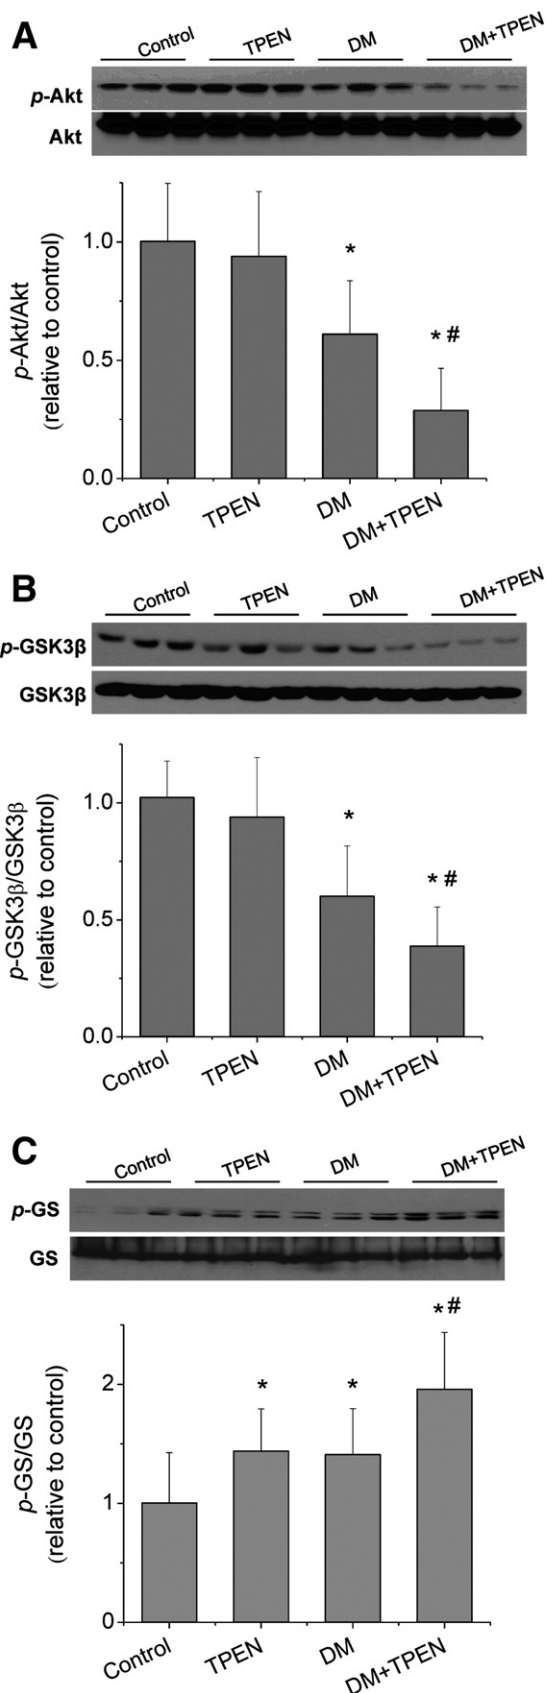 A
Control TPEN DM DM+TPEN
p-Akt
Akt
p-Akt/Akt
(relative to control)
1.0
* 
* #
0.5
0.0
Control TPEN DM DM+TPEN
B
Control TPEN DM DM+TPEN
p-GSK3β
GSK3β
p-GSK3β/GSK3β
(relative to control)
1.0
*
* #
0.5
0.0
Control TPEN DM DM+TPEN
C
Control TPEN DM DM+TPEN
p-GS
GS
p-GS/GS
(relative to control)
* #
2
* *
1
0
Control TPEN DM DM+TPEN